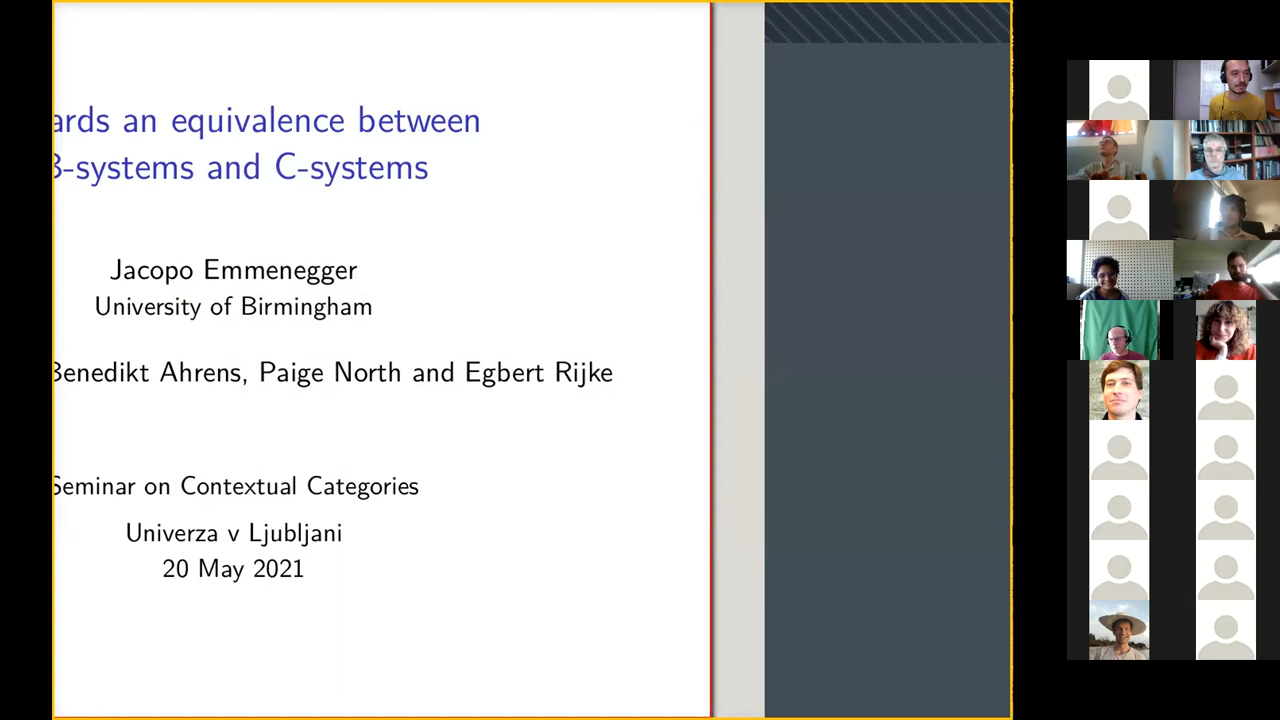 ards an equivalence between
B-systems and C-systems
Jacopo Emmenegger
University of Birmingham
Benedikt Ahrens, Paige North and Egbert Rijke
Seminar on Contextual Categories
Univerza v Ljubljani
20 May 2021